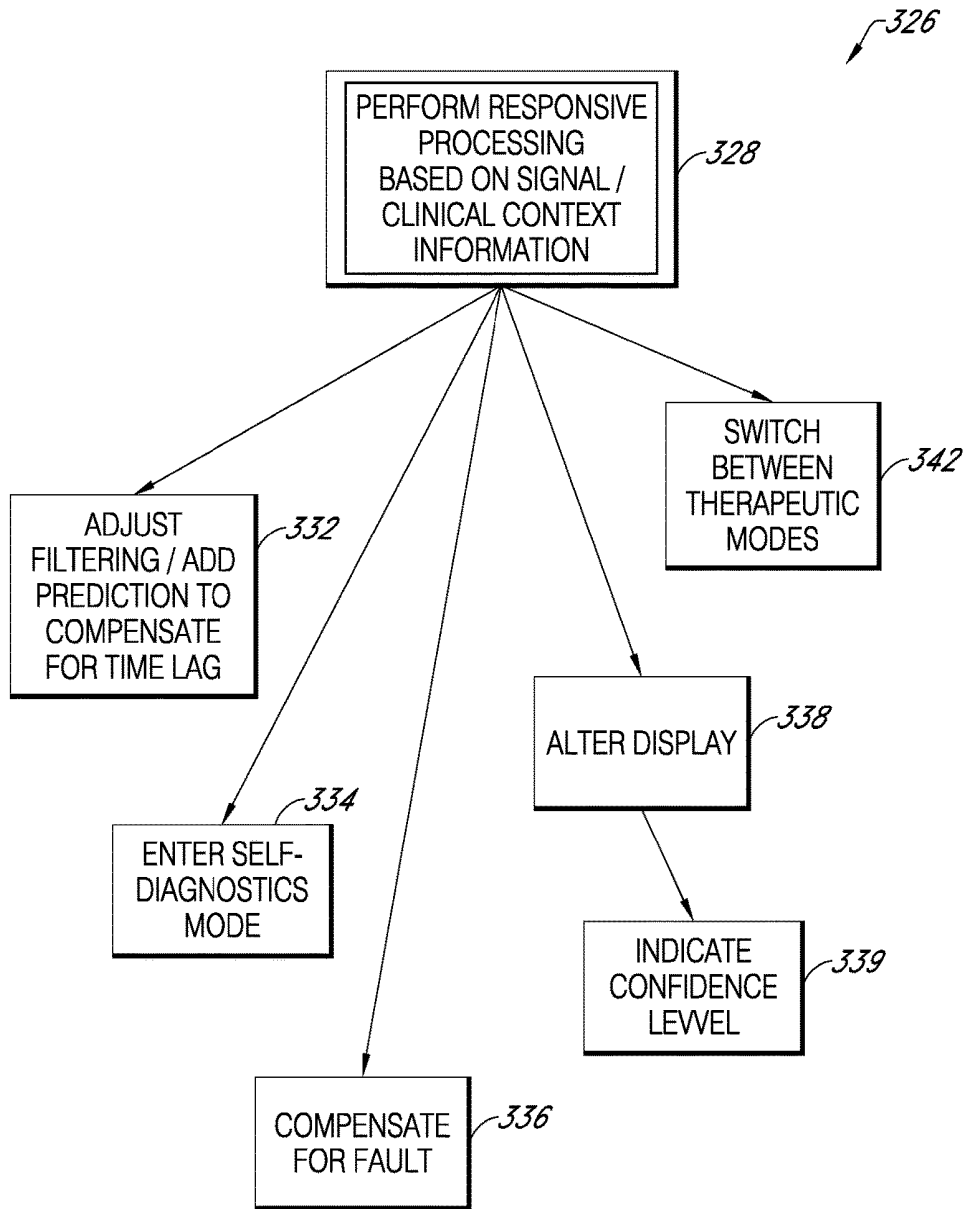 326
PERFORM RESPONSIVE
PROCESSING
BASED ON SIGNAL /
CLINICAL CONTEXT
INFORMATION
328
SWITCH
BETWEEN
THERAPEUTIC
MODES
342
ADJUST
FILTERING / ADD
PREDICTION TO
COMPENSATE
FOR TIME LAG
332
ALTER DISPLAY
338
334
ENTER SELF-
DIAGNOSTICS
MODE
INDICATE
CONFIDENCE
LEVVEL
339
COMPENSATE
FOR FAULT
336